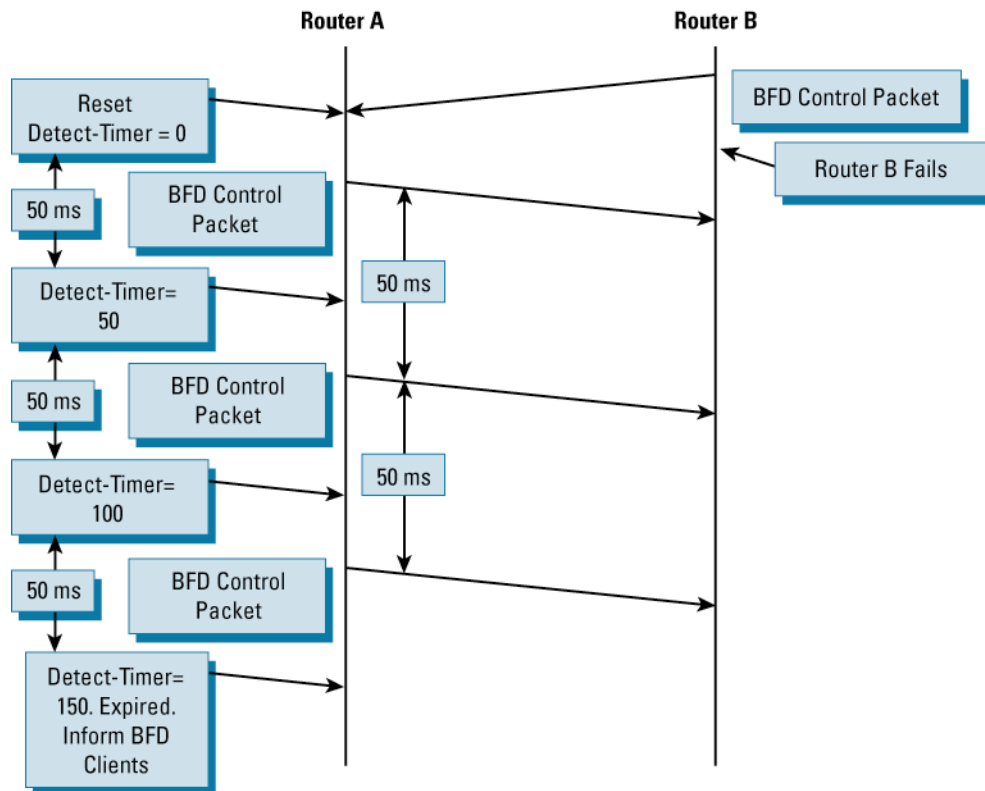 Router A
Router B
Reset
Detect-Timer = 0
BFD Control Packet
Router B Fails
50 ms
BFD Control
Packet
Detect-Timer=
50
50 ms
50 ms
BFD Control
Packet
Detect-Timer=
100
50 ms
50 ms
BFD Control
Packet
Detect-Timer=
150. Expired.
Inform BFD
Clients